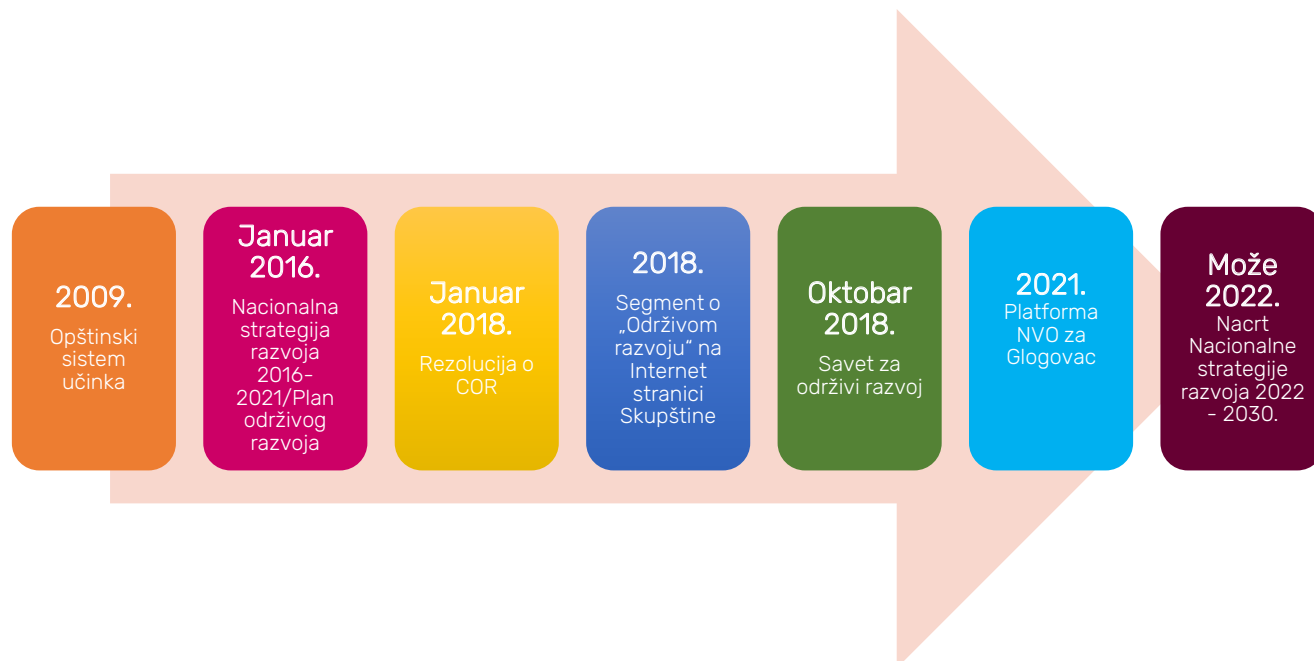 2009.
Opštinski
sistem
učinka
Januar
2016.
Nacionalna
strategija
razvoja
2016-
2021/Plan
održivog
razvoja
Januar
2018.
Rezolucija o
COR
2018.
Segment o
„Održivom
razvoju“ na
Internet
stranici
Skupštine
Oktobar
2018.
Savet za
održivi razvoj
2021.
Platforma
NVO za
Glogovac
Može
2022.
Nacrt
Nacionalne
strategije
razvoja 2022
- 2030.